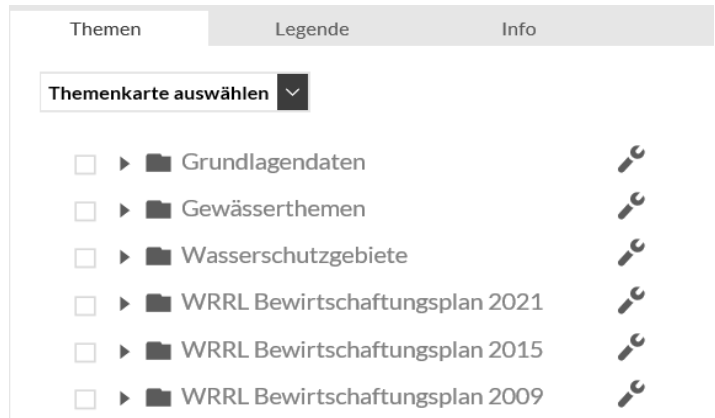 Themen Legende Info
Themenkarte auswählen
Grundlagendaten
Gewässerthemen
Wasserschutzgebiete
WRRL Bewirtschaftungsplan 2021
WRRL Bewirtschaftungsplan 2015
WRRL Bewirtschaftungsplan 2009